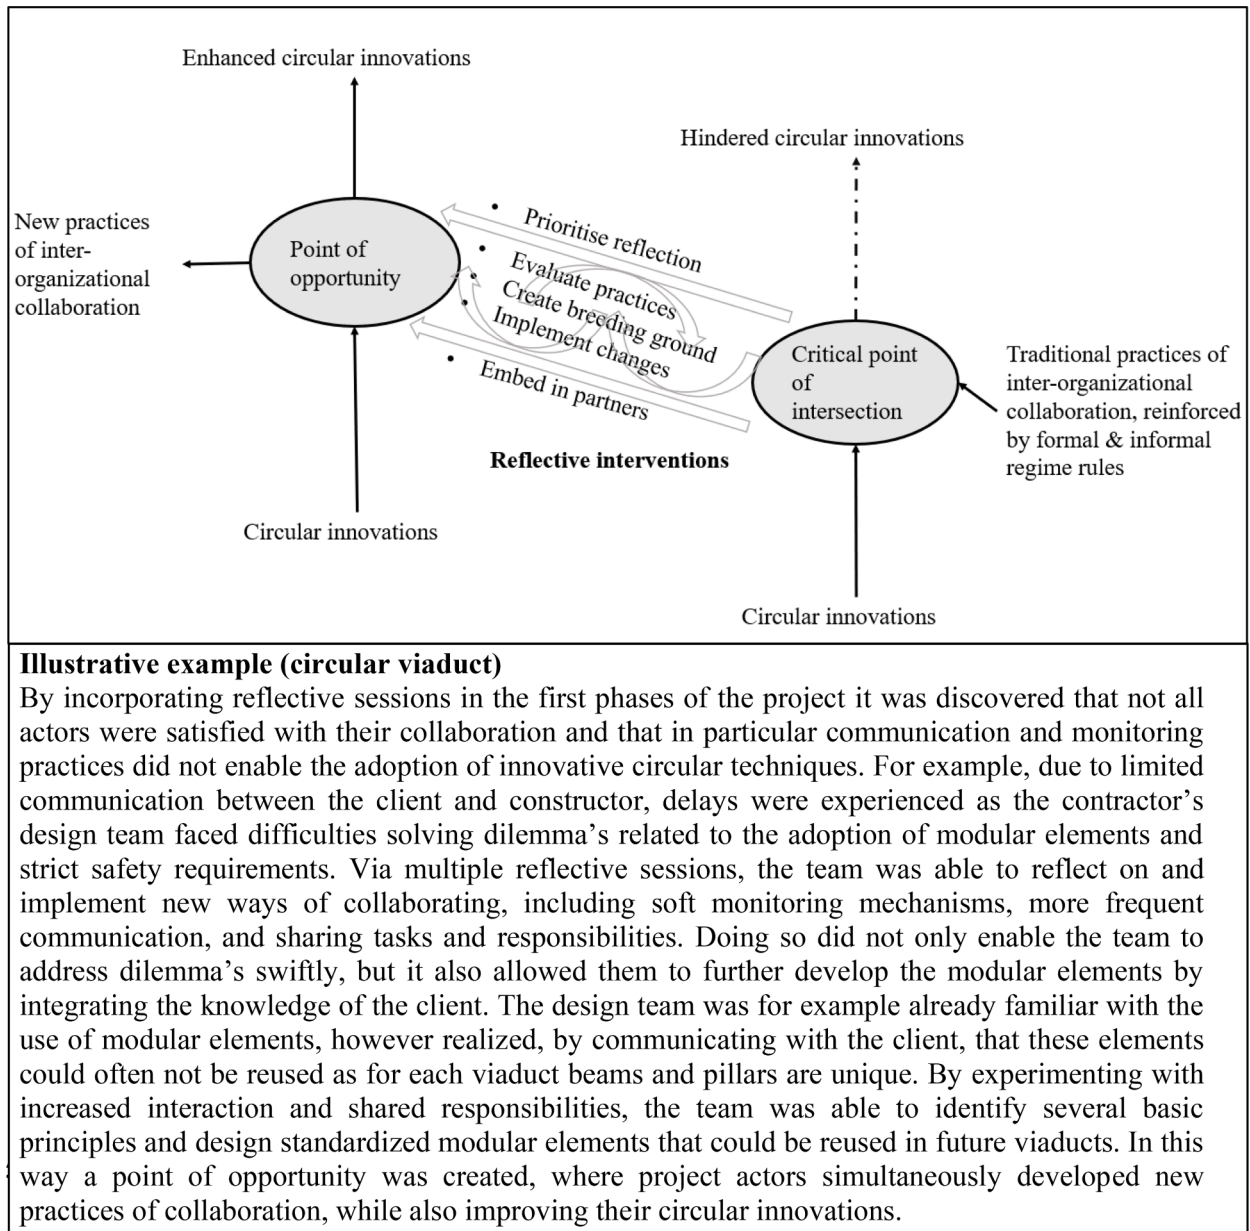 Enhanced circular innovations
Hindered circular innovations
New practices
of inter-
organizational
collaboration
Point of
opportunity
• Prioritise reflection
• Evaluate practices
• Create breeding ground
• Implement changes
• Embed in partners
Critical point
of
intersection
Traditional practices of
inter-organizational
collaboration, reinforced
by formal & informal
regime rules
Reflective interventions
Circular innovations
Circular innovations
Illustrative example (circular viaduct)
By incorporating reflective sessions in the first phases of the project it was discovered that not all
actors were satisfied with their collaboration and that in particular communication and monitoring
practices did not enable the adoption of innovative circular techniques. For example, due to limited
communication between the client and constructor, delays were experienced as the contractor's
design team faced difficulties solving dilemma's related to the adoption of modular elements and
strict safety requirements. Via multiple reflective sessions, the team was able to reflect on and
implement new ways of collaborating, including soft monitoring mechanisms, more frequent
communication, and sharing tasks and responsibilities. Doing so did not only enable the team to
address dilemma's swiftly, but it also allowed them to further develop the modular elements by
integrating the knowledge of the client. The design team was for example already familiar with the
use of modular elements, however realized, by communicating with the client, that these elements
could often not be reused as for each viaduct beams and pillars are unique. By experimenting with
increased interaction and shared responsibilities, the team was able to identify several basic
principles and design standardized modular elements that could be reused in future viaducts. In this
way a point of opportunity was created, where project actors simultaneously developed new
practices of collaboration, while also improving their circular innovations.